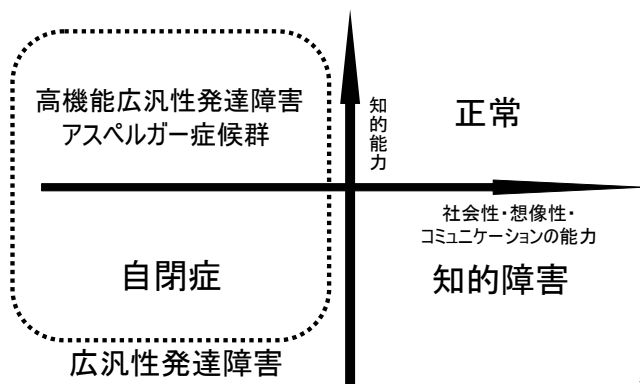 高機能広汎性発達障害
アスペルガー症候群
知的能力
正常
社会性・想像性・
コミュニケーションの能力
自閉症
知的障害
広汎性発達障害